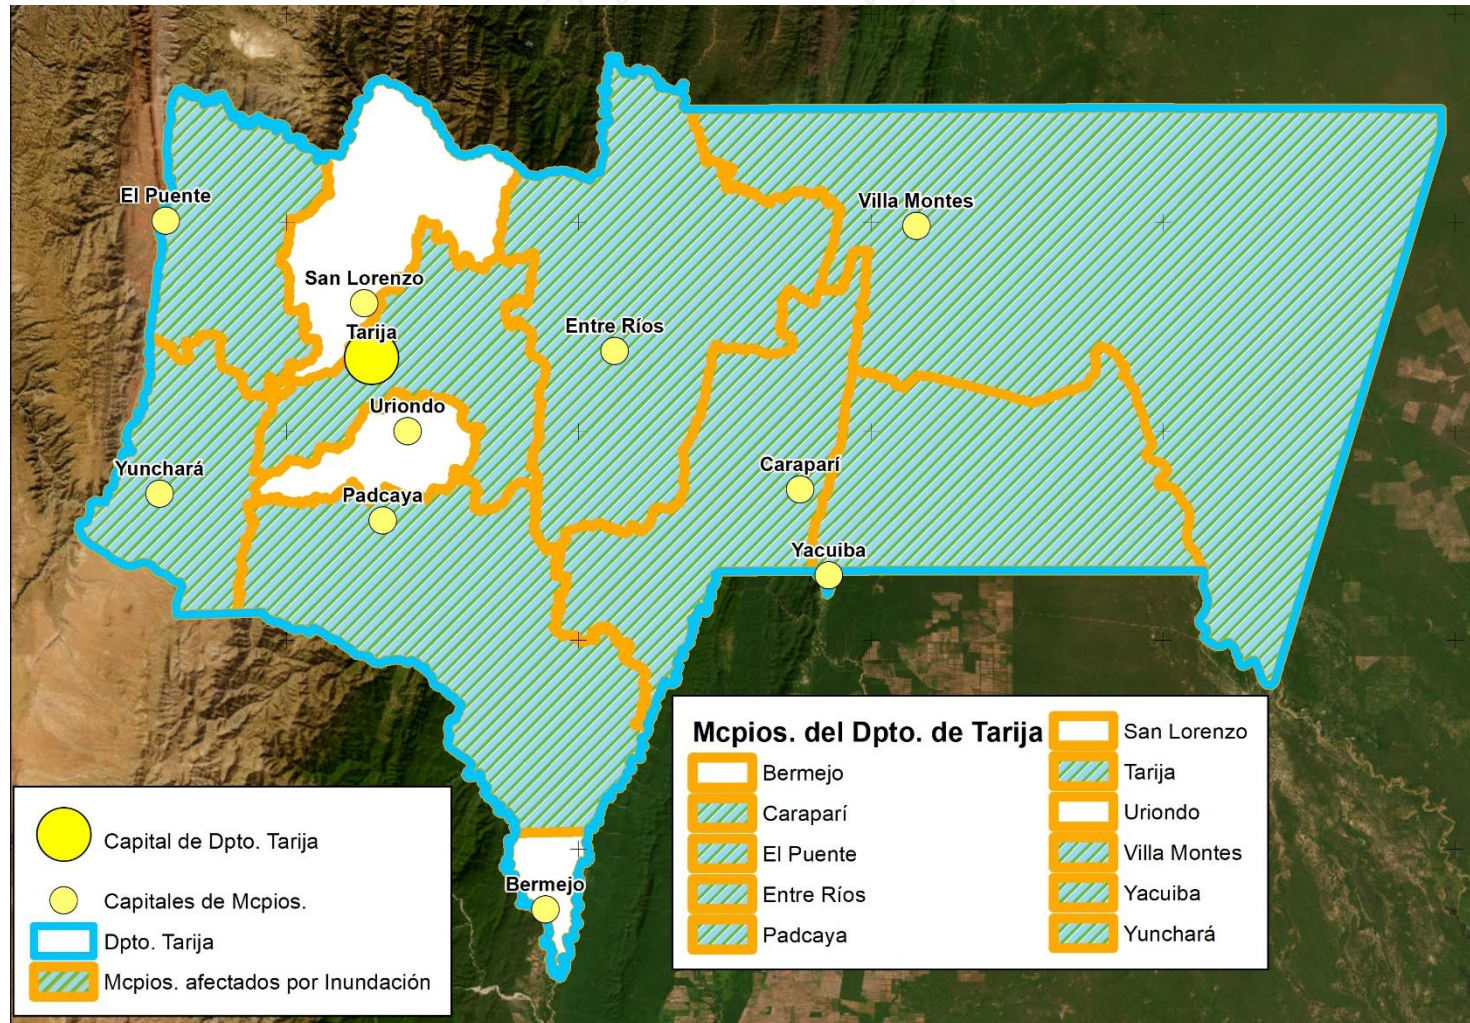 El Puente
Villa Montes
San Lorenzo
Tarija
Entre Ríos
Uriondo
Yunchará
Caraparí
Padcaya
Yacuiba
Bermejo
Mcpios. del Dpto. de Tarija
Bermejo
Caraparí
El Puente
Entre Ríos
Padcaya
San Lorenzo
Tarija
Uriondo
Villa Montes
Yacuiba
Yunchará
Capital de Dpto. Tarija
Capitales de Mcpios.
Dpto. Tarija
Mcpios. afectados por Inundación